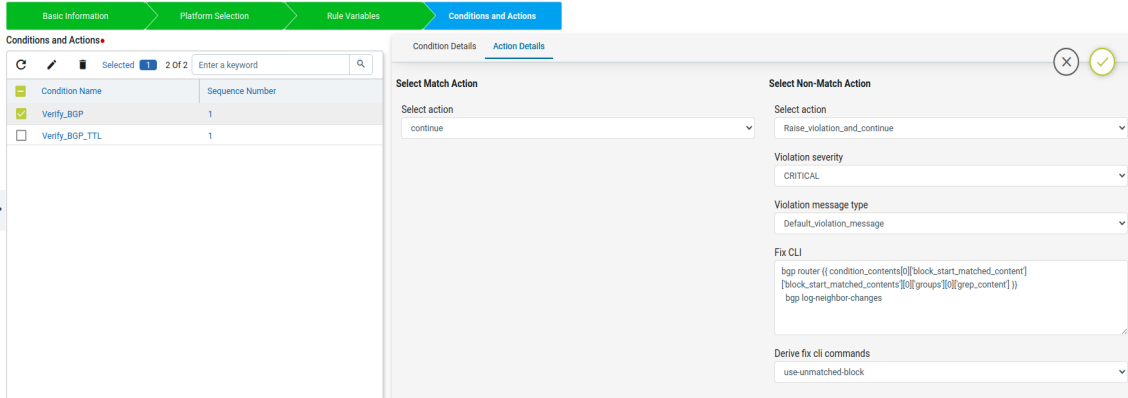 Basic Information
Platform Selection
Rule Variables
Conditions and Actions
Conditions and Actions
Selected 1 2 Of 2 Enter a keyword
Condition Name Sequence Number
Verify_BGP 1
Verify_BGP_TTL 1
Condition Details Action Details
Select Match Action
Select action
continue
Select Non-Match Action
Select action
Raise_violation_and_continue
Violation severity
CRITICAL
Violation message type
Default_violation_message
Fix CLI
bgp router {{ condition_contents[0]['block_start_matched_content']
['block_start_matched_contents'][0]['groups'][0]['grep_content'] }}
bgp log-neighbor-changes
Derive fix cli commands
use-unmatched-block